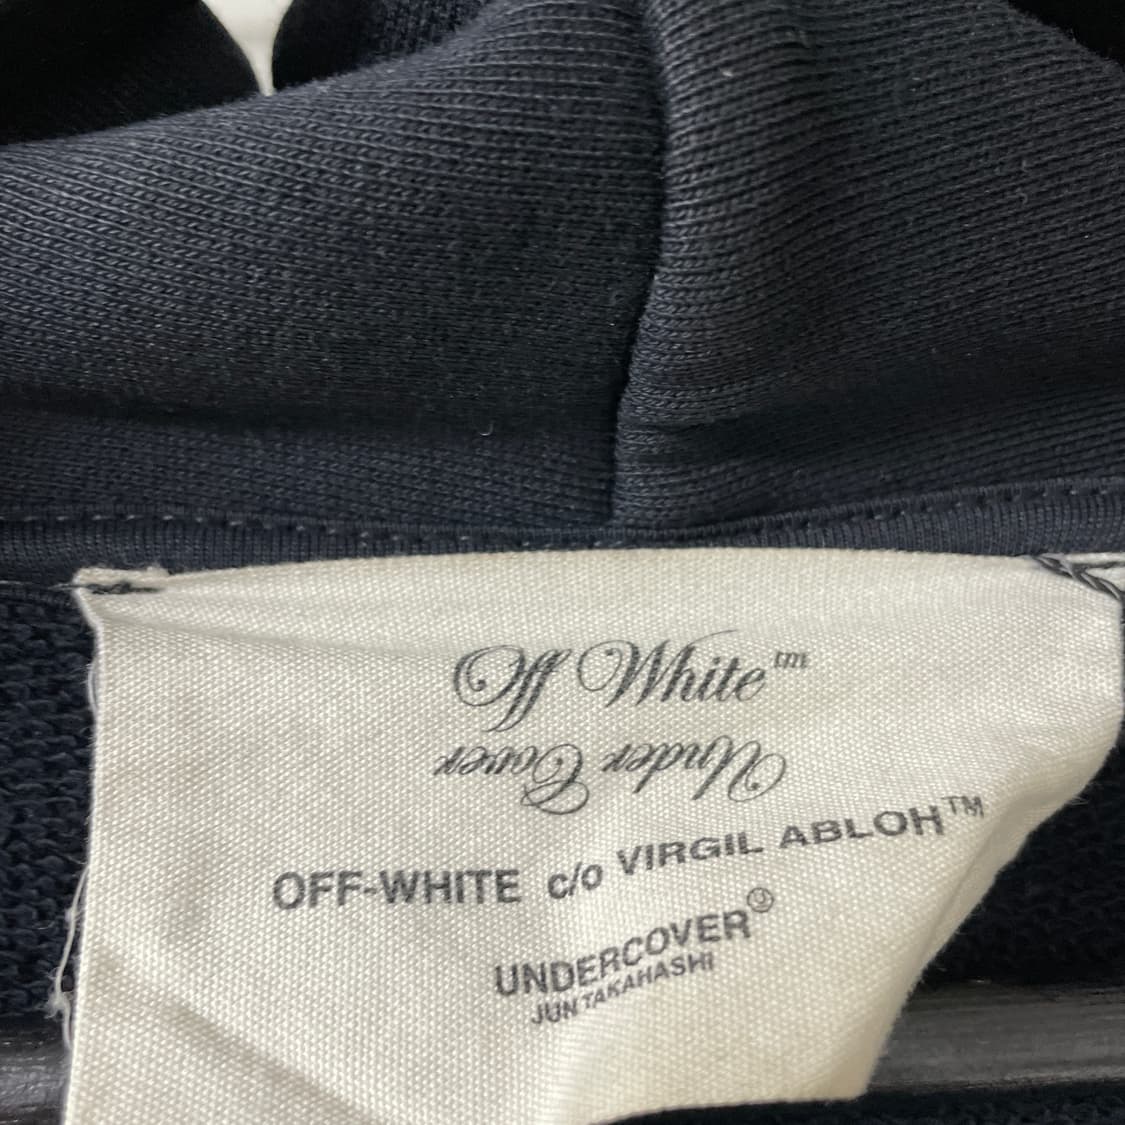 Off White™
Under Cover
OFF-WHITE c/o VIRGIL ABLOH™
UNDERCOVER®
JUN TAKAHASHI